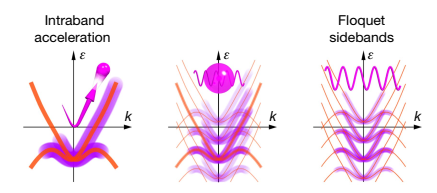 Intraband
acceleration
Floquet
sidebands
ε
ε
ε
k
k
k